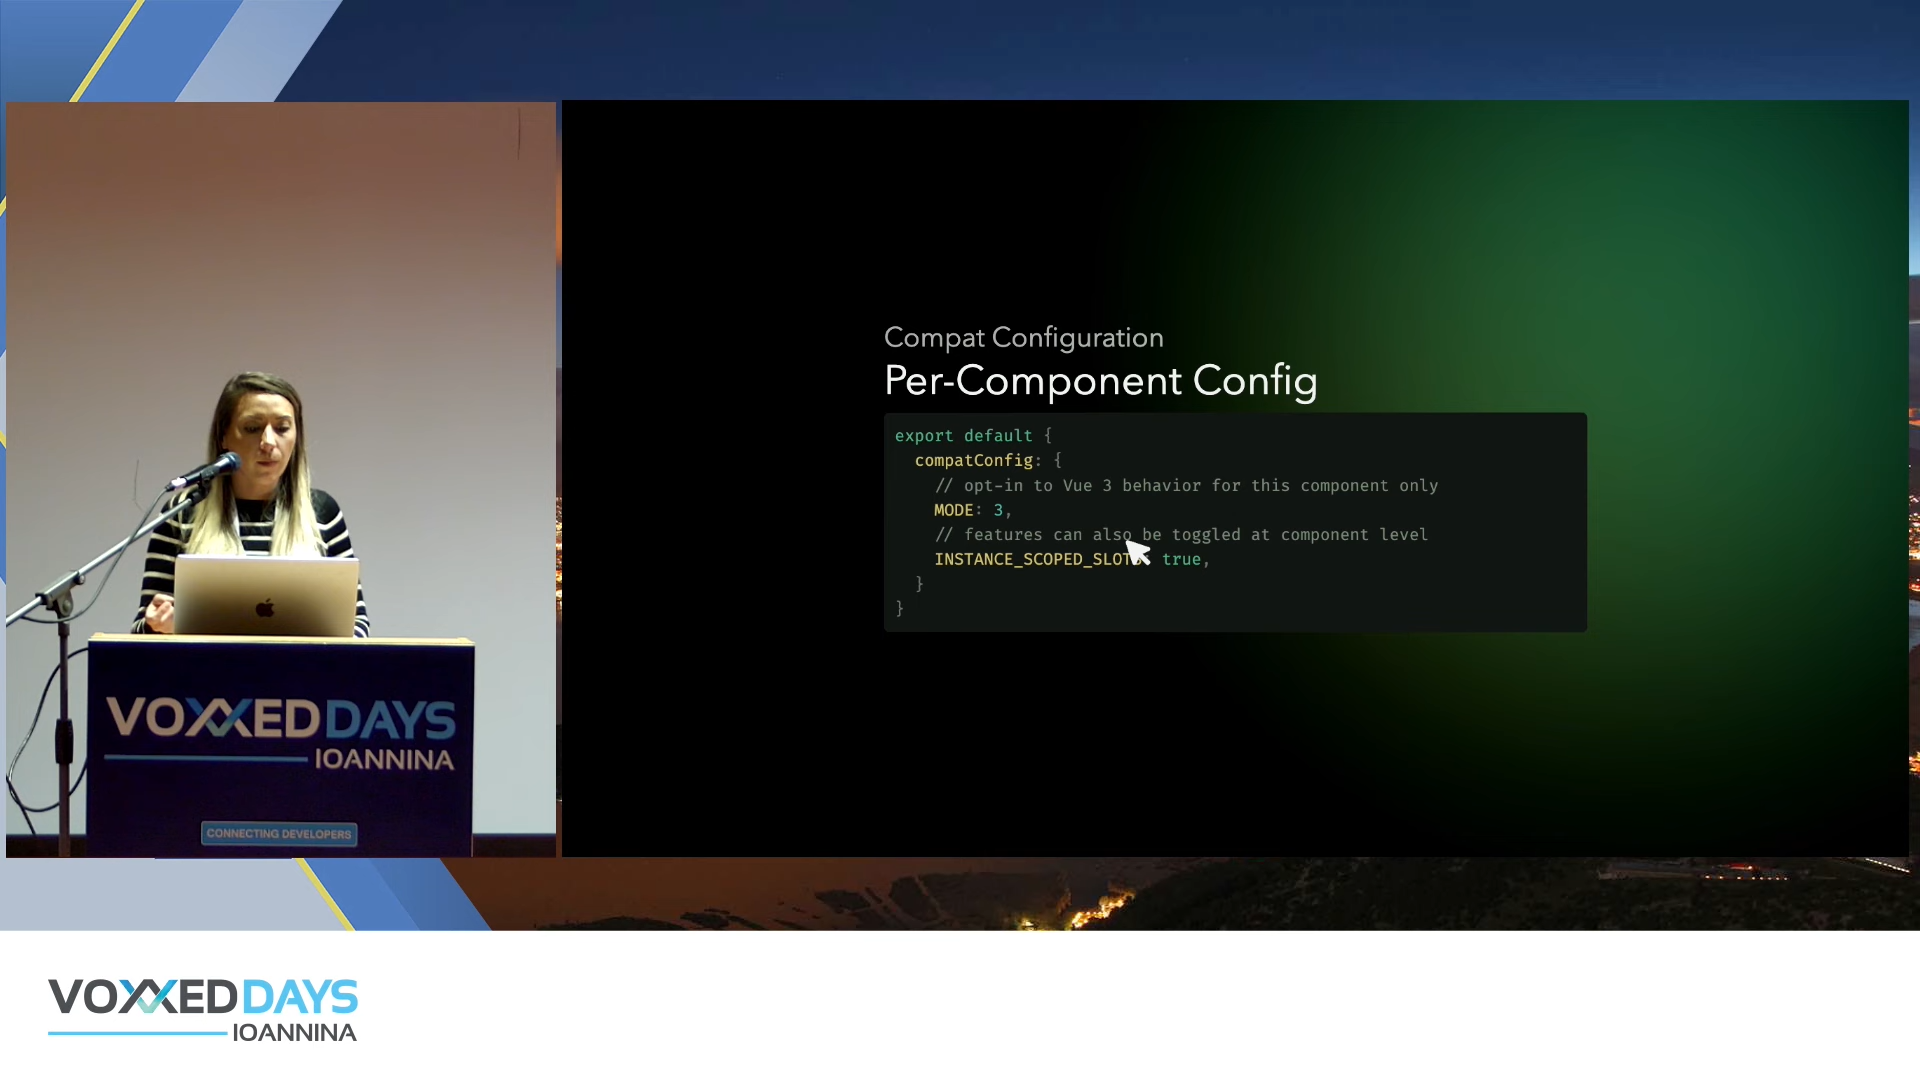 Compat Configuration
Per-Component Config
export default {
compatConfig: {
// opt-in to Vue 3 behavior for this component only
MODE: 3,
// features can also be toggled at component level
INSTANCE_SCOPED_SLOTS: true,
}
}
VOXXEDDAYS
IOANNINA
CONNECTING DEVELOPERS
VOXXEDDAYS
IOANNINA